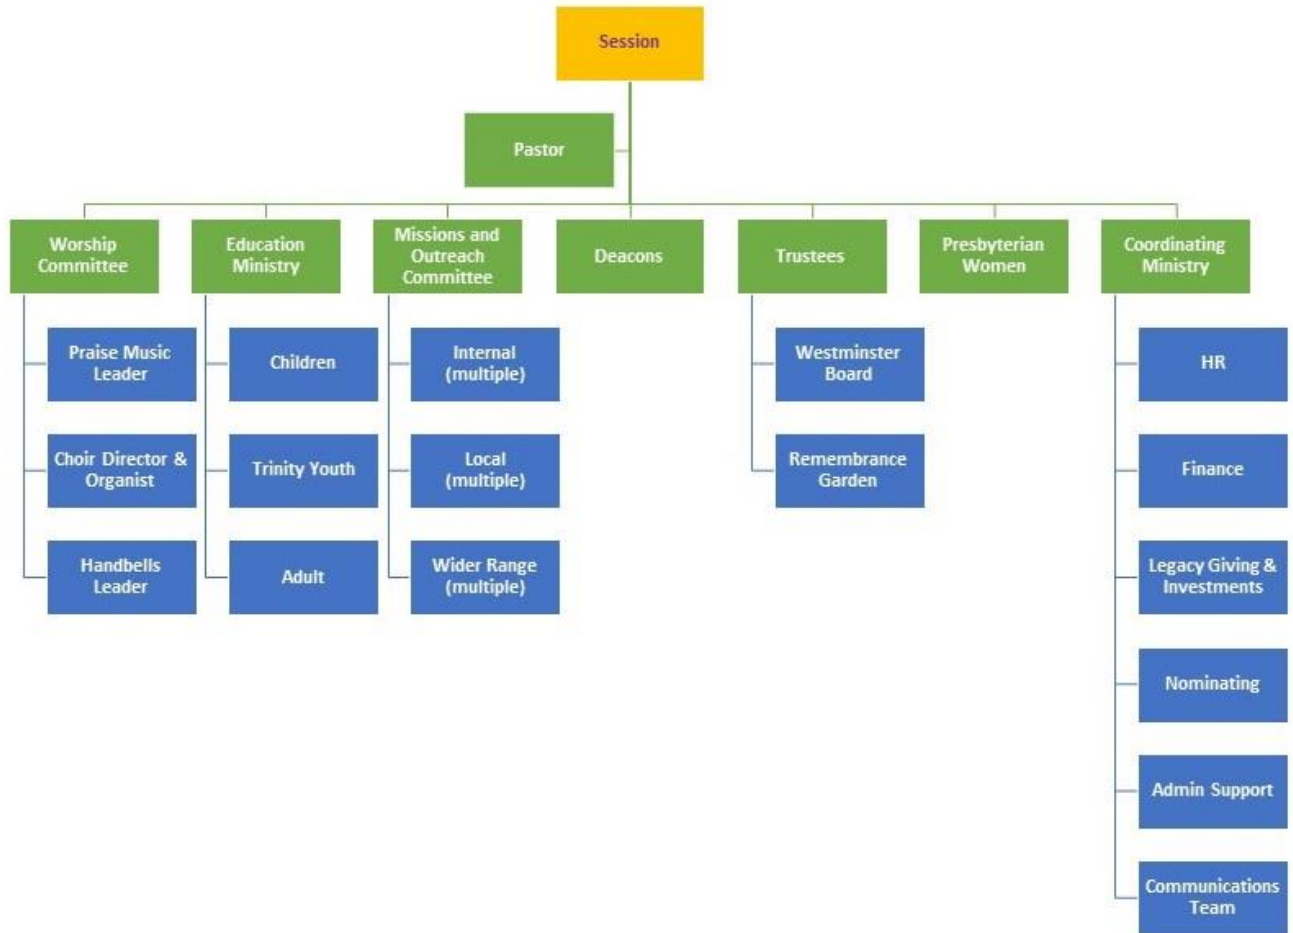 Session
Pastor
Worship
Committee
Education
Ministry
Missions and
Outreach
Committee
Deacons
Trustees
Presbyterian
Women
Coordinating
Ministry
Praise Music
Leader
Choir Director &
Organist
Handbells
Leader
Children
Trinity Youth
Adult
Internal
(multiple)
Local
(multiple)
Wider Range
(multiple)
Westminster
Board
Remembrance
Garden
HR
Finance
Legacy Giving &
Investments
Nominating
Admin Support
Communications
Team